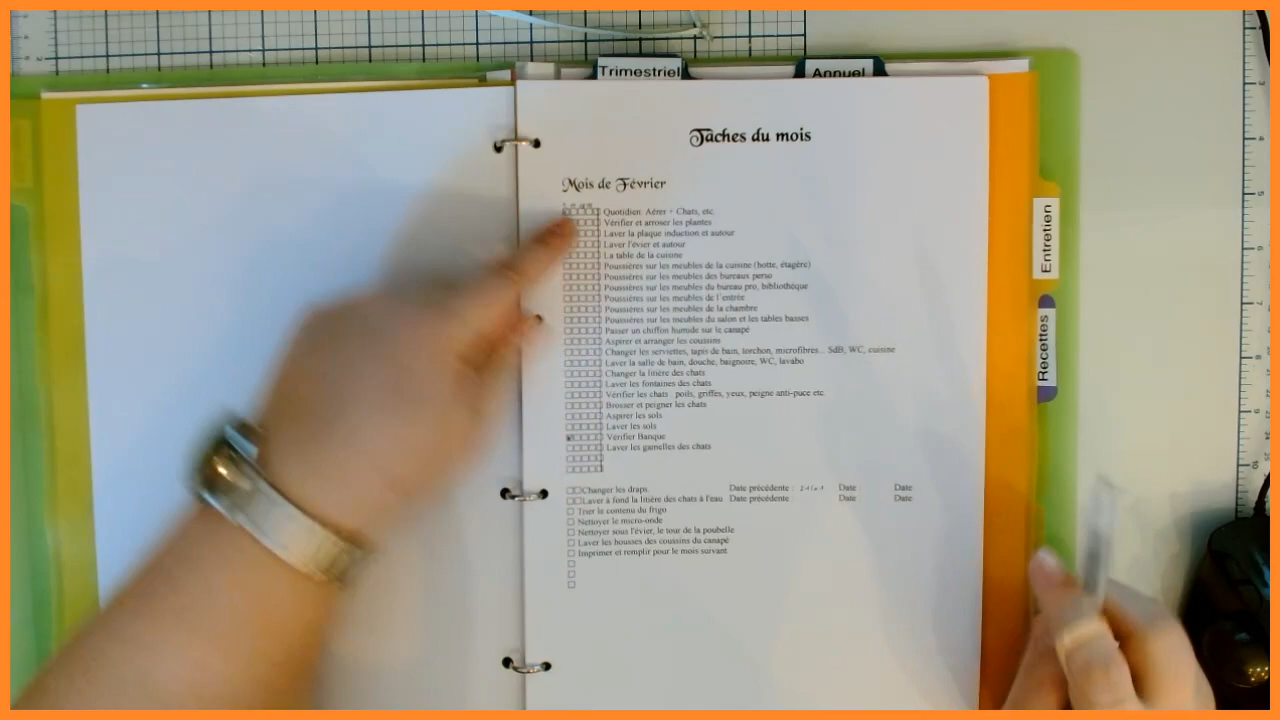 Trimestriel
Annuel
Tâches du mois
Mois de Février
Quotidien: Aérer + Chats, etc.
Vérifier et arroser les plantes
Laver la plaque induction et autour
Laver l'évier et autour
La table de la cuisine
Poussières sur les meubles de la cuisine (hotte, étagère)
Poussières sur les meubles des bureaux perso
Poussières sur les meubles du bureau pro, bibliothèque
Poussières sur les meubles de l'entrée
Poussières sur les meubles de la chambre
Poussières sur les meubles du salon et les tables basses
Passer un chiffon humide sur le canapé
Aspirer et arranger les coussins
Changer les serviettes, tapis de bain, torchon, microfibres... SdB, WC, cuisine
Laver la salle de bain, douche, baignoire, WC, lavabo
Changer la litière des chats
Laver les fontaines des chats
Vérifier les chats poils, griffes, yeux, peigne anti-puce etc.
Brosser et peigner les chats
Aspirer les sols
Laver les sols
Vérifier Banque
Laver les gamelles des chats
Changer les draps. Date précédente : Date : Date:
Laver à fond la litière des chats à l'eau Date précédente : Date : Date:
Trier le contenu du frigo
Nettoyer le micro-onde
Nettoyer sous l'évier, le tour de la poubelle
Laver les housses des coussins du canapé
Imprimer et remplir pour le mois suivant
Entretien
Recettes